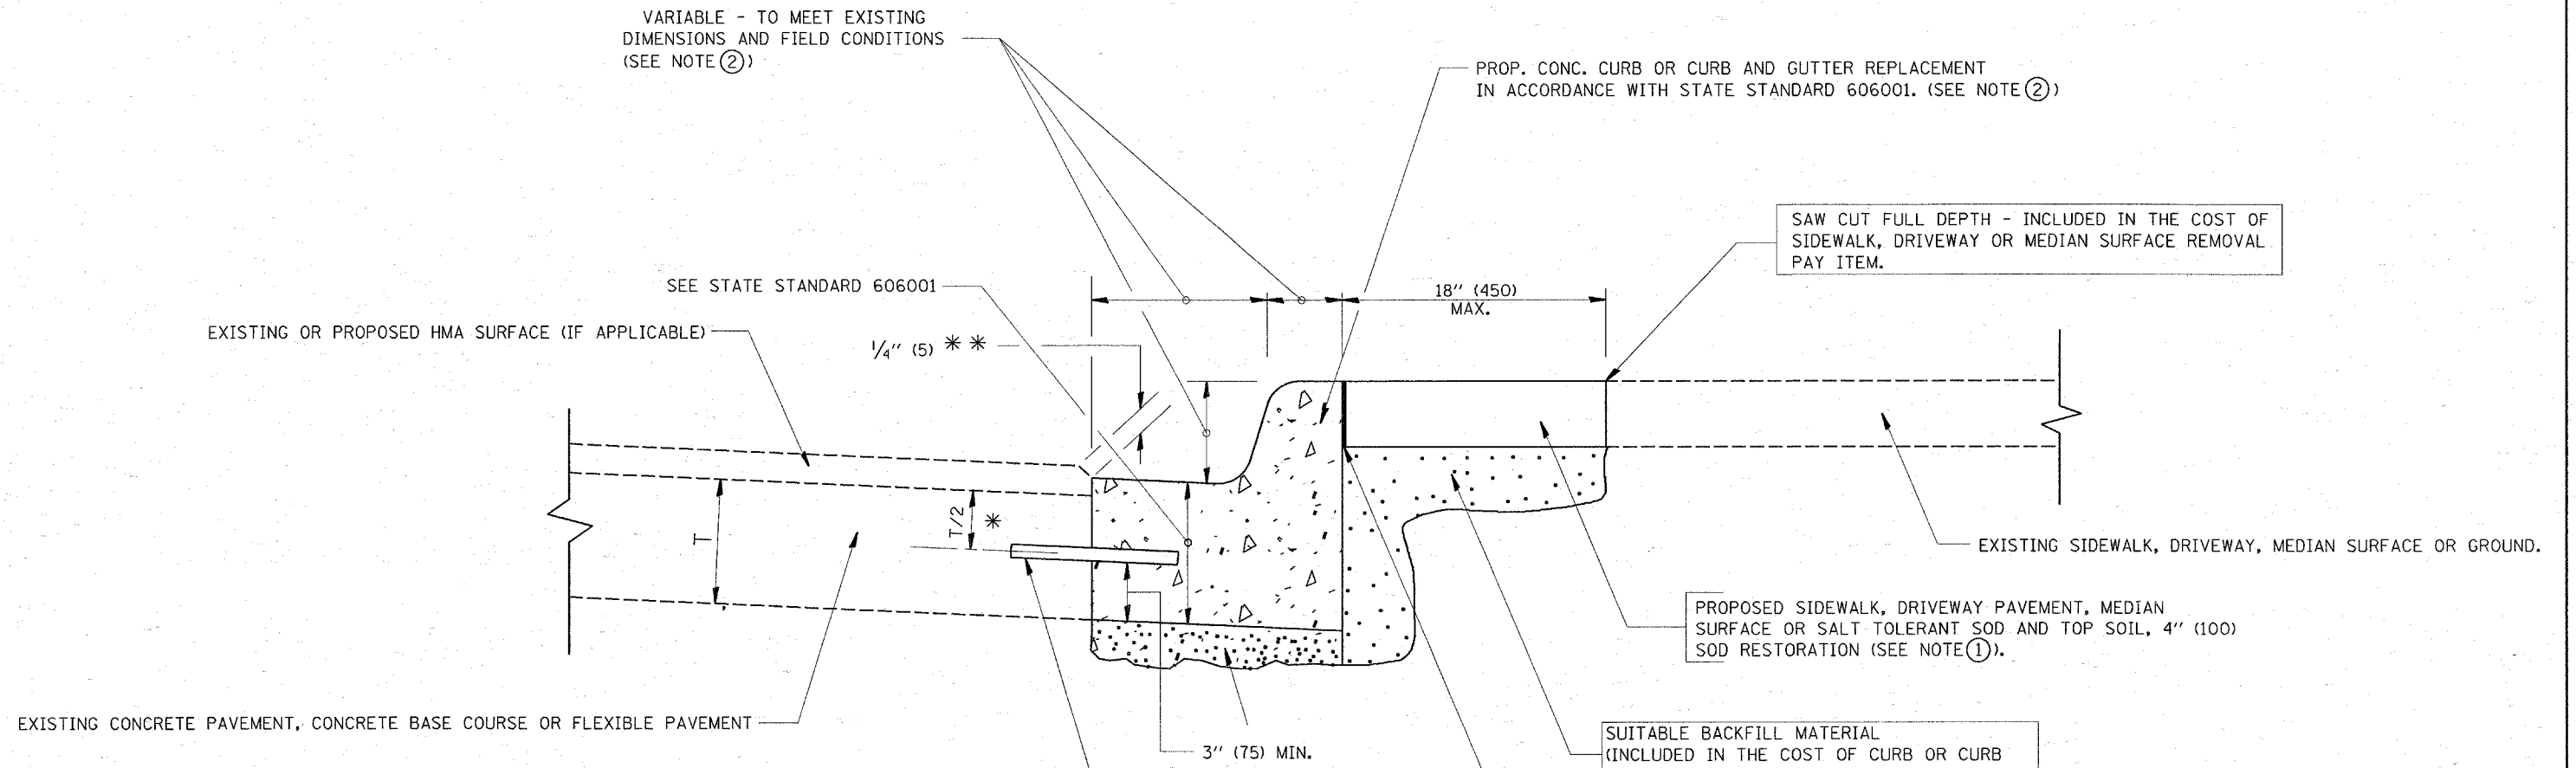 VARIABLE - TO MEET EXISTING
DIMENSIONS AND FIELD CONDITIONS
(SEE NOTE ②)
PROP. CONC. CURB OR CURB AND GUTTER REPLACEMENT
IN ACCORDANCE WITH STATE STANDARD 606001. (SEE NOTE ②)
SAW CUT FULL DEPTH - INCLUDED IN THE COST OF
SIDEWALK, DRIVEWAY OR MEDIAN SURFACE REMOVAL
PAY ITEM.
SEE STATE STANDARD 606001
18" (450)
MAX.
EXISTING OR PROPOSED HMA SURFACE (IF APPLICABLE)
1/4" (5) * *
T
T/2 *
EXISTING SIDEWALK, DRIVEWAY, MEDIAN SURFACE OR GROUND.
PROPOSED SIDEWALK, DRIVEWAY PAVEMENT, MEDIAN
SURFACE OR SALT TOLERANT SOD AND TOP SOIL, 4" (100)
SOD RESTORATION (SEE NOTE ①).
EXISTING CONCRETE PAVEMENT, CONCRETE BASE COURSE OR FLEXIBLE PAVEMENT
3" (75) MIN.
SUITABLE BACKFILL MATERIAL
(INCLUDED IN THE COST OF CURB OR CURB